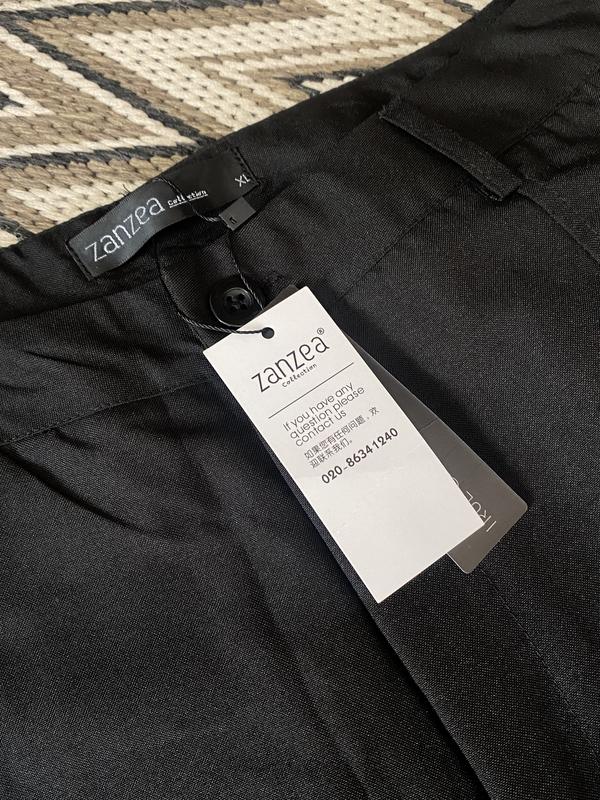 zanzea Collection
XL
zanzea®
Collection
If you have any
question please
contact us
如果您有任何问题，欢
迎联系我们。
020-86341240